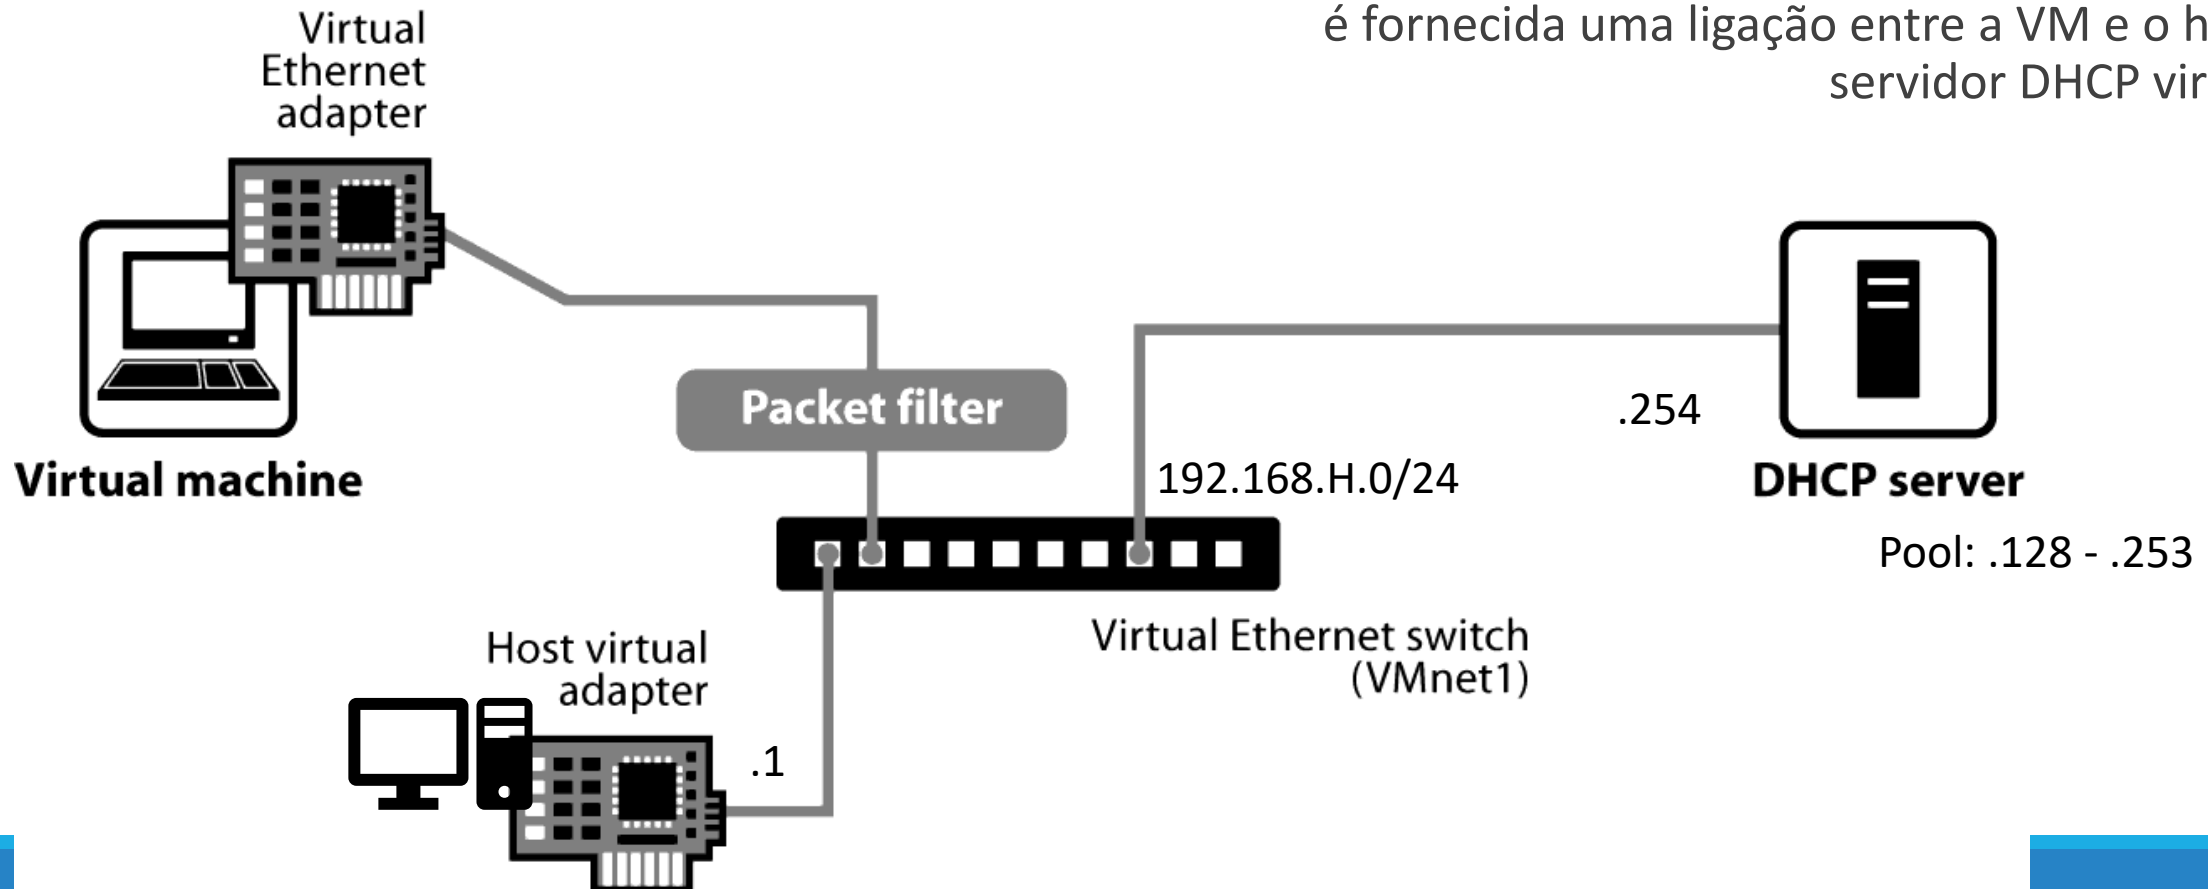 é fornecida uma ligação entre a VM e o h
servidor DHCP vir
Virtual
Ethernet
adapter
Packet filter
.254
192.168.H.0/24
Virtual machine
DHCP server
Pool: .128 - .253
Virtual Ethernet switch
(VMnet1)
Host virtual
adapter
.1